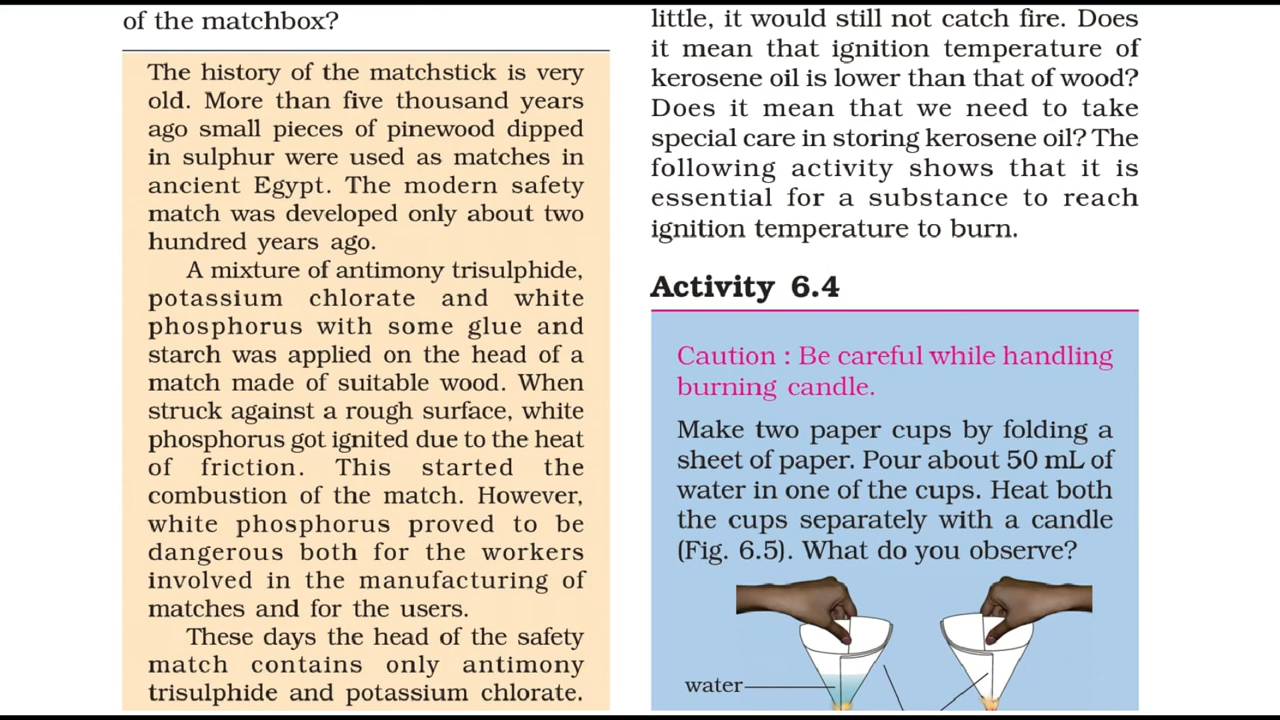 of the matchbox?
The history of the matchstick is very
old. More than five thousand years
ago small pieces of pinewood dipped
in sulphur were used as matches in
ancient Egypt. The modern safety
match was developed only about two
hundred years ago.
A mixture of antimony trisulphide,
potassium chlorate and white
phosphorus with some glue and
starch was applied on the head of a
match made of suitable wood. When
struck against a rough surface, white
phosphorus got ignited due to the heat
of friction. This started the
combustion of the match. However,
white phosphorus proved to be
dangerous both for the workers
involved in the manufacturing of
matches and for the users.
These days the head of the safety
match contains only antimony
trisulphide and potassium chlorate.
little, it would still not catch fire. Does
it mean that ignition temperature of
kerosene oil is lower than that of wood?
Does it mean that we need to take
special care in storing kerosene oil? The
following activity shows that it is
essential for a substance to reach
ignition temperature to burn.
Activity 6.4
Caution : Be careful while handling
burning candle.
Make two paper cups by folding a
sheet of paper. Pour about 50 mL of
water in one of the cups. Heat both
the cups separately with a candle
(Fig. 6.5). What do you observe?
water